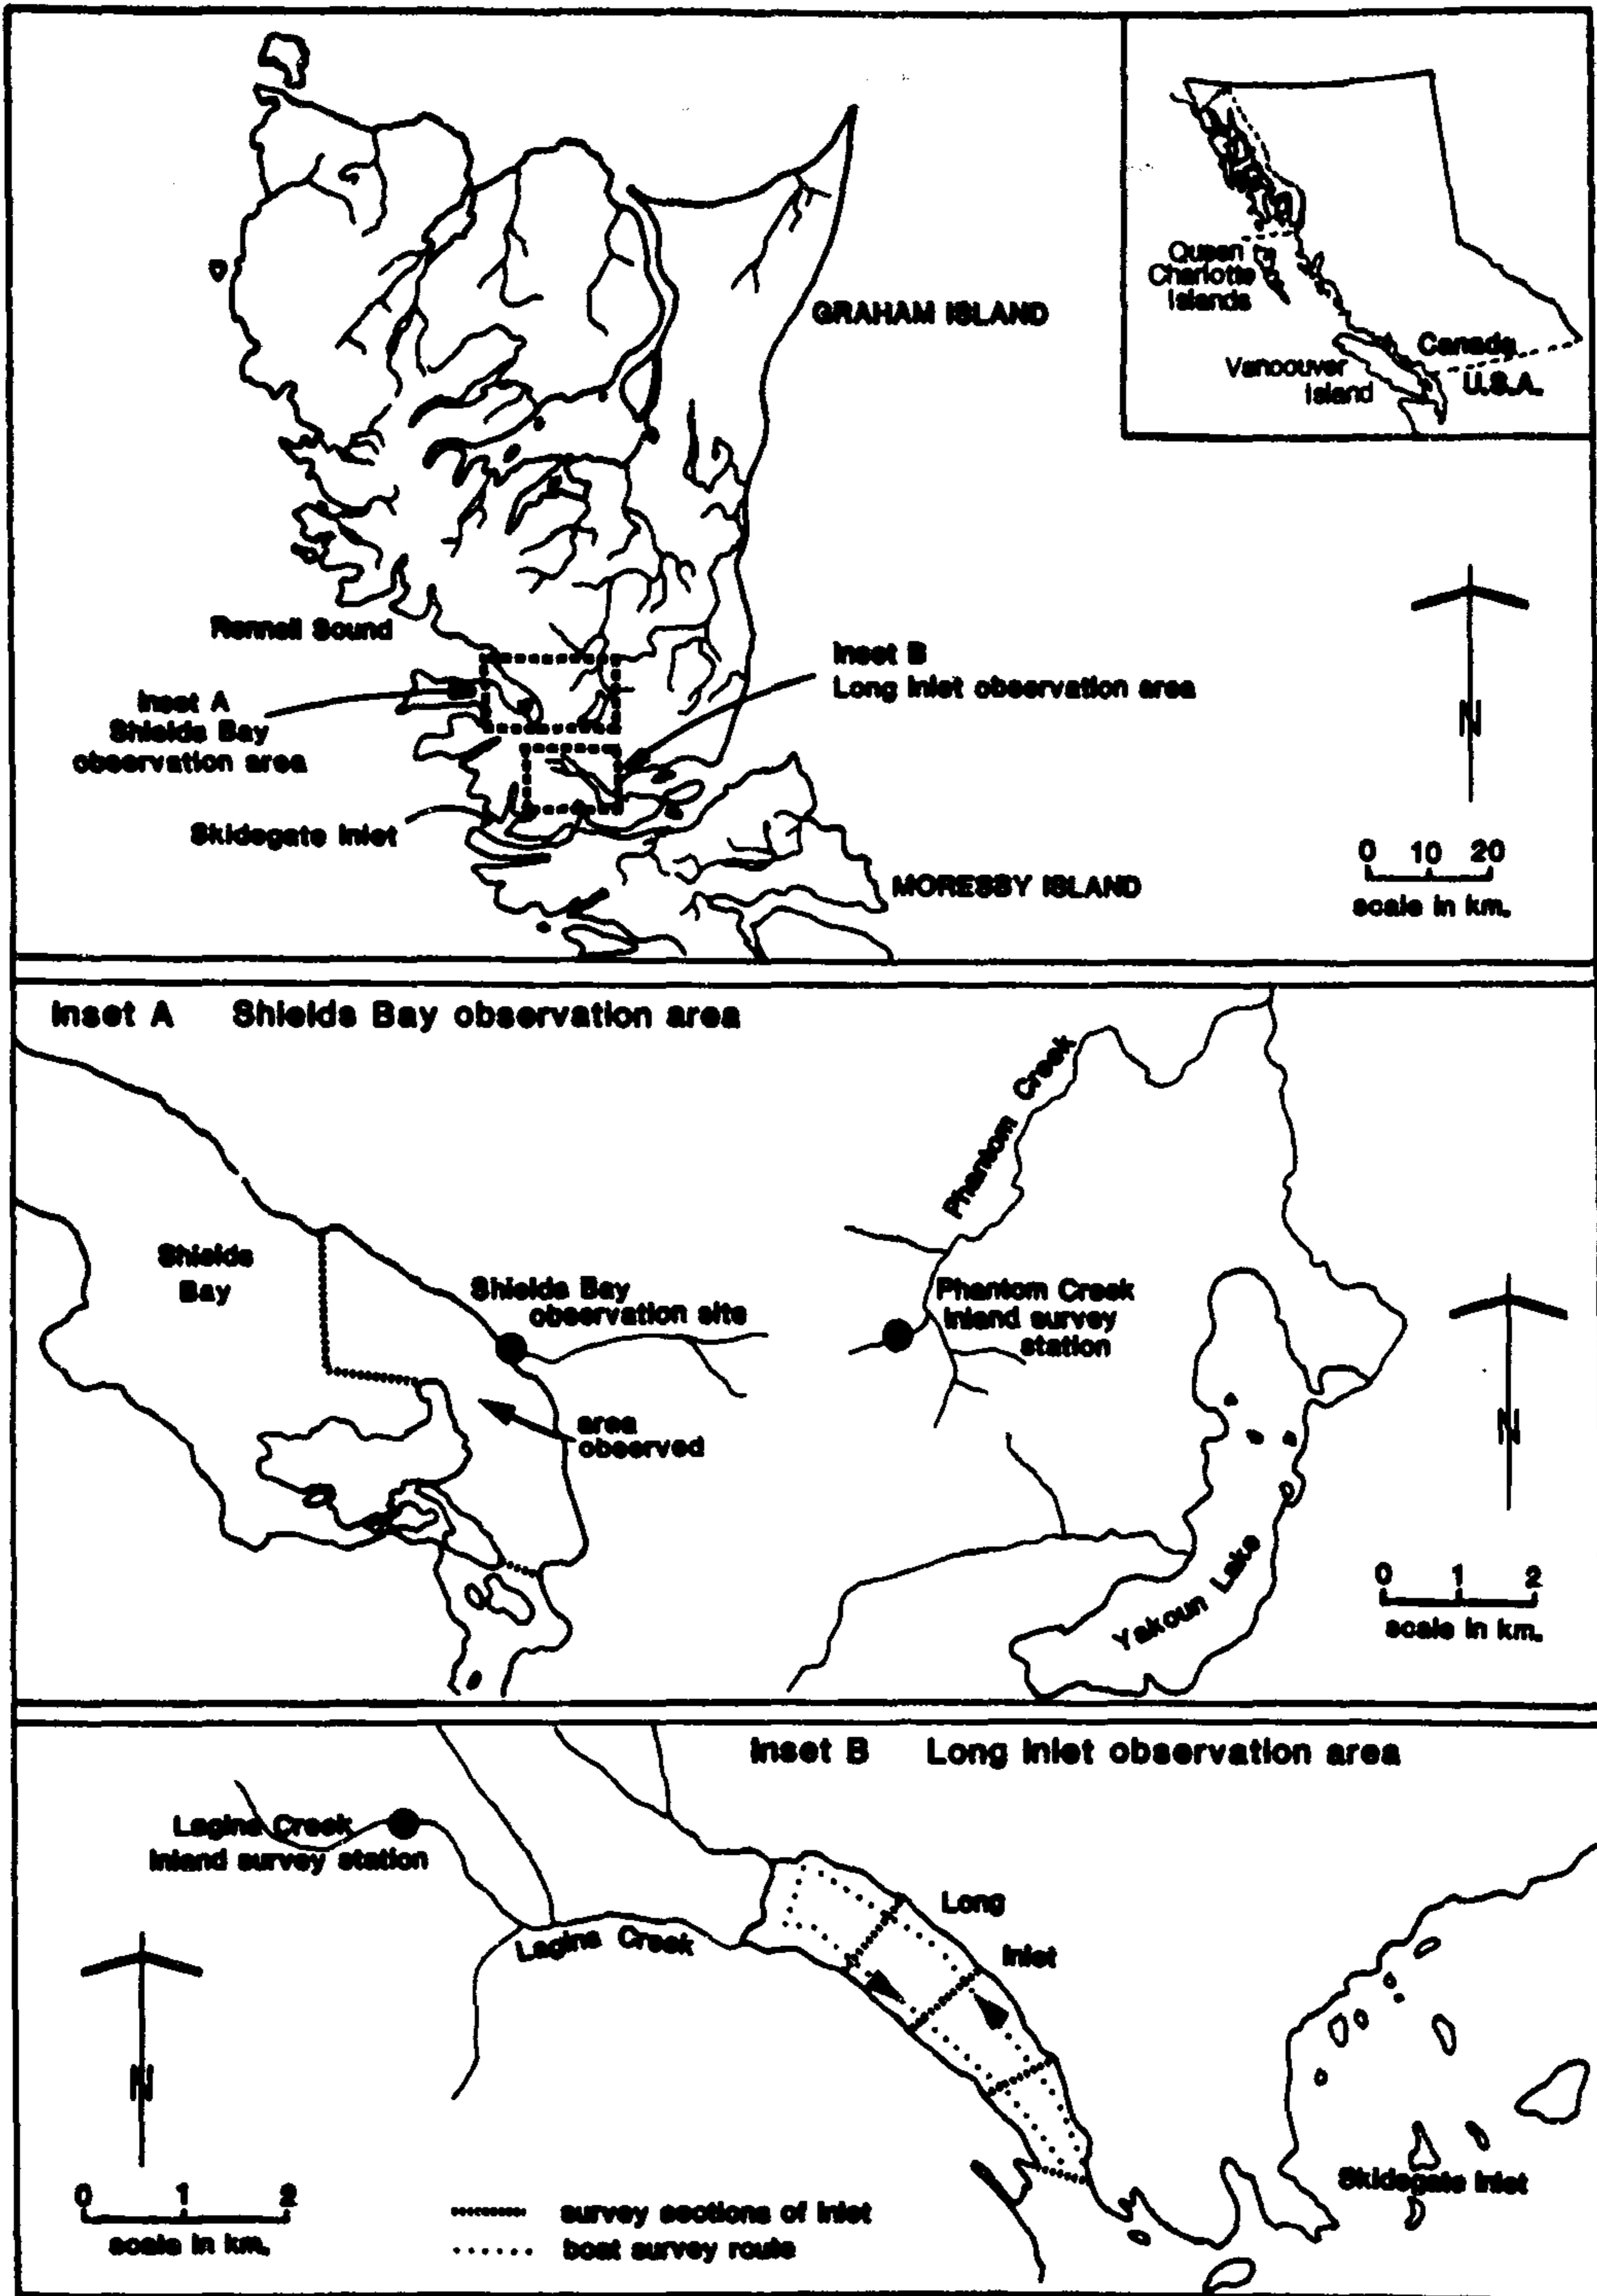 Queen
Charlotte
Islands
Vancouver
Island
Canada
U.S.A.
GRAHAM ISLAND
Rennell Sound
Inset A
Shields Bay
observation area
Inset B
Long Inlet observation area
Skidegate Inlet
MORESBY ISLAND
N
0 10 20
scale in km.
Inset A Shields Bay observation area
Phantom Creek
Shields
Bay
Shields Bay
observation site
Phantom Creek
inland survey
station
area
observed
N
Yakoun Lake
0 1 2
scale in km.
Inset B Long Inlet observation area
Lagins Creek
inland survey station
Long
Inlet
Lagins Creek
N
Skidegate Inlet
0 1 2
scale in km.
survey sections of inlet
boat survey route